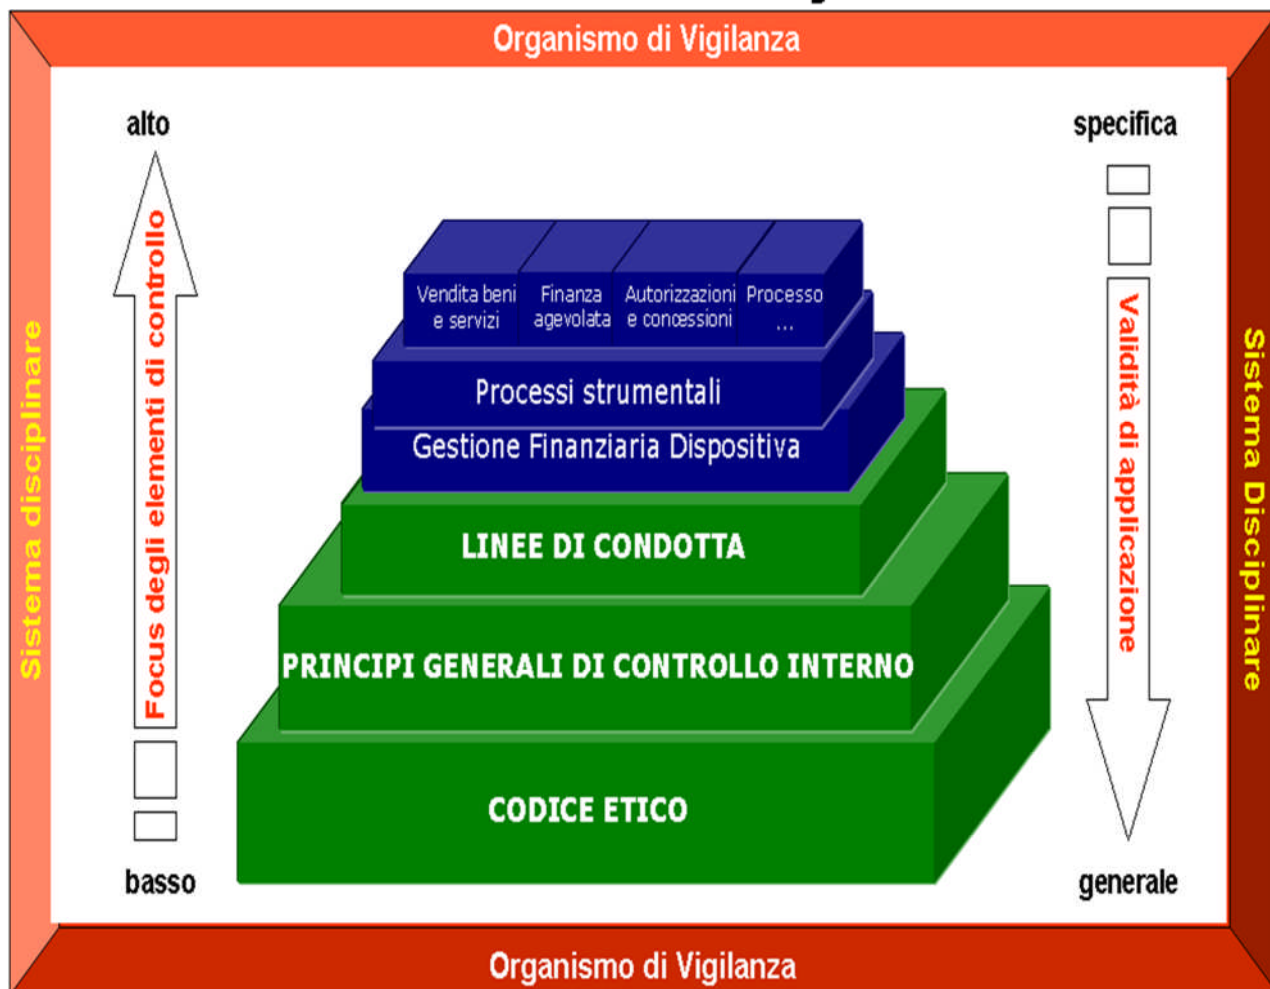 Organismo di Vigilanza
alto
specifica
Sistema disciplinare
Focus degli elementi di controllo
Vendita beni
e servizi
Finanza
agevolata
Autorizzazioni
e concessioni
Processo
...
Processi strumentali
Gestione Finanziaria Dispositiva
LINEE DI CONDOTTA
PRINCIPI GENERALI DI CONTROLLO INTERNO
CODICE ETICO
Validità di applicazione
Sistema Disciplinare
basso
generale
Organismo di Vigilanza